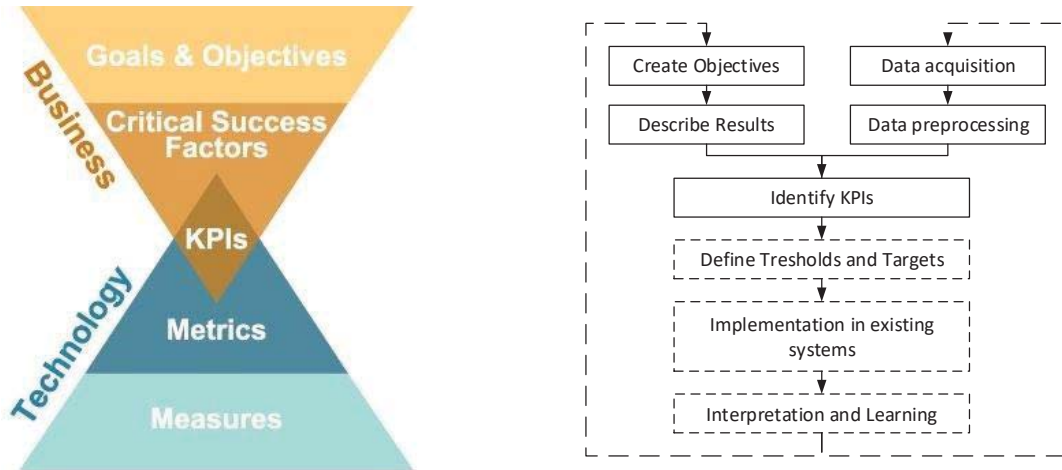 Business
Goals & Objectives
Critical Success
Factors
KPIs
Technology
Metrics
Measures
Create Objectives
Data acquisition
Describe Results
Data preprocessing
Identify KPIs
Define Tresholds and Targets
Implementation in existing
systems
Interpretation and Learning